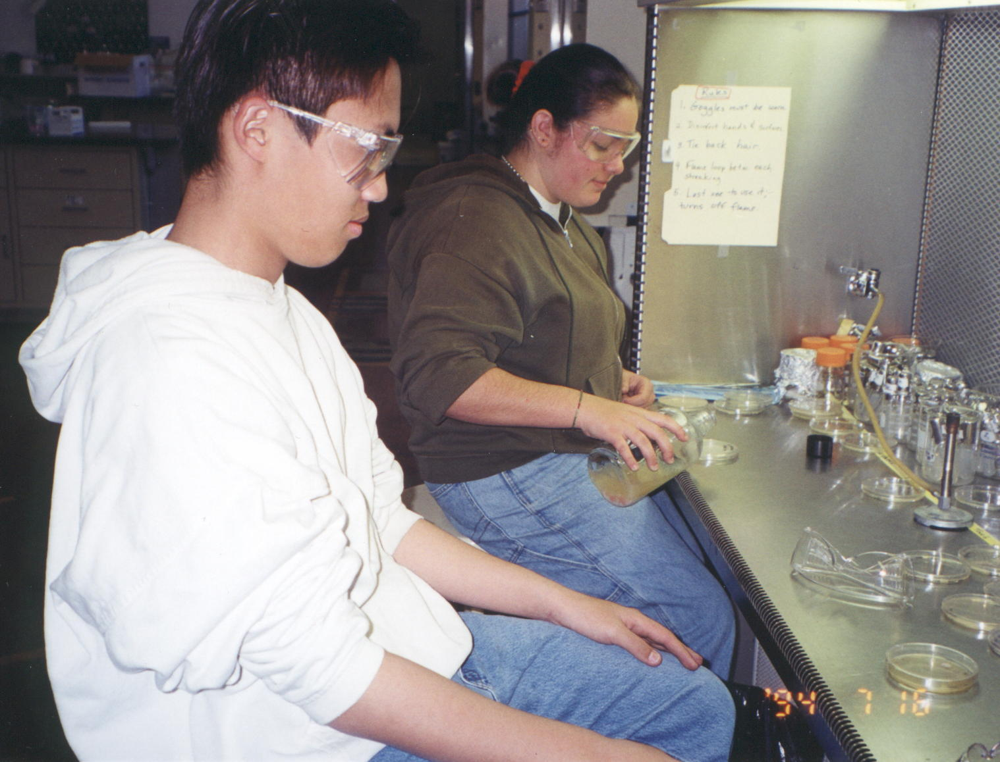 Rules
1. Goggles must be worn
2. Disinfect hands & surfaces
3. Tie back hair.
4 Flame loop betw. each
streaking
5. Last one to use it,
turns off flame.
'94 7 16